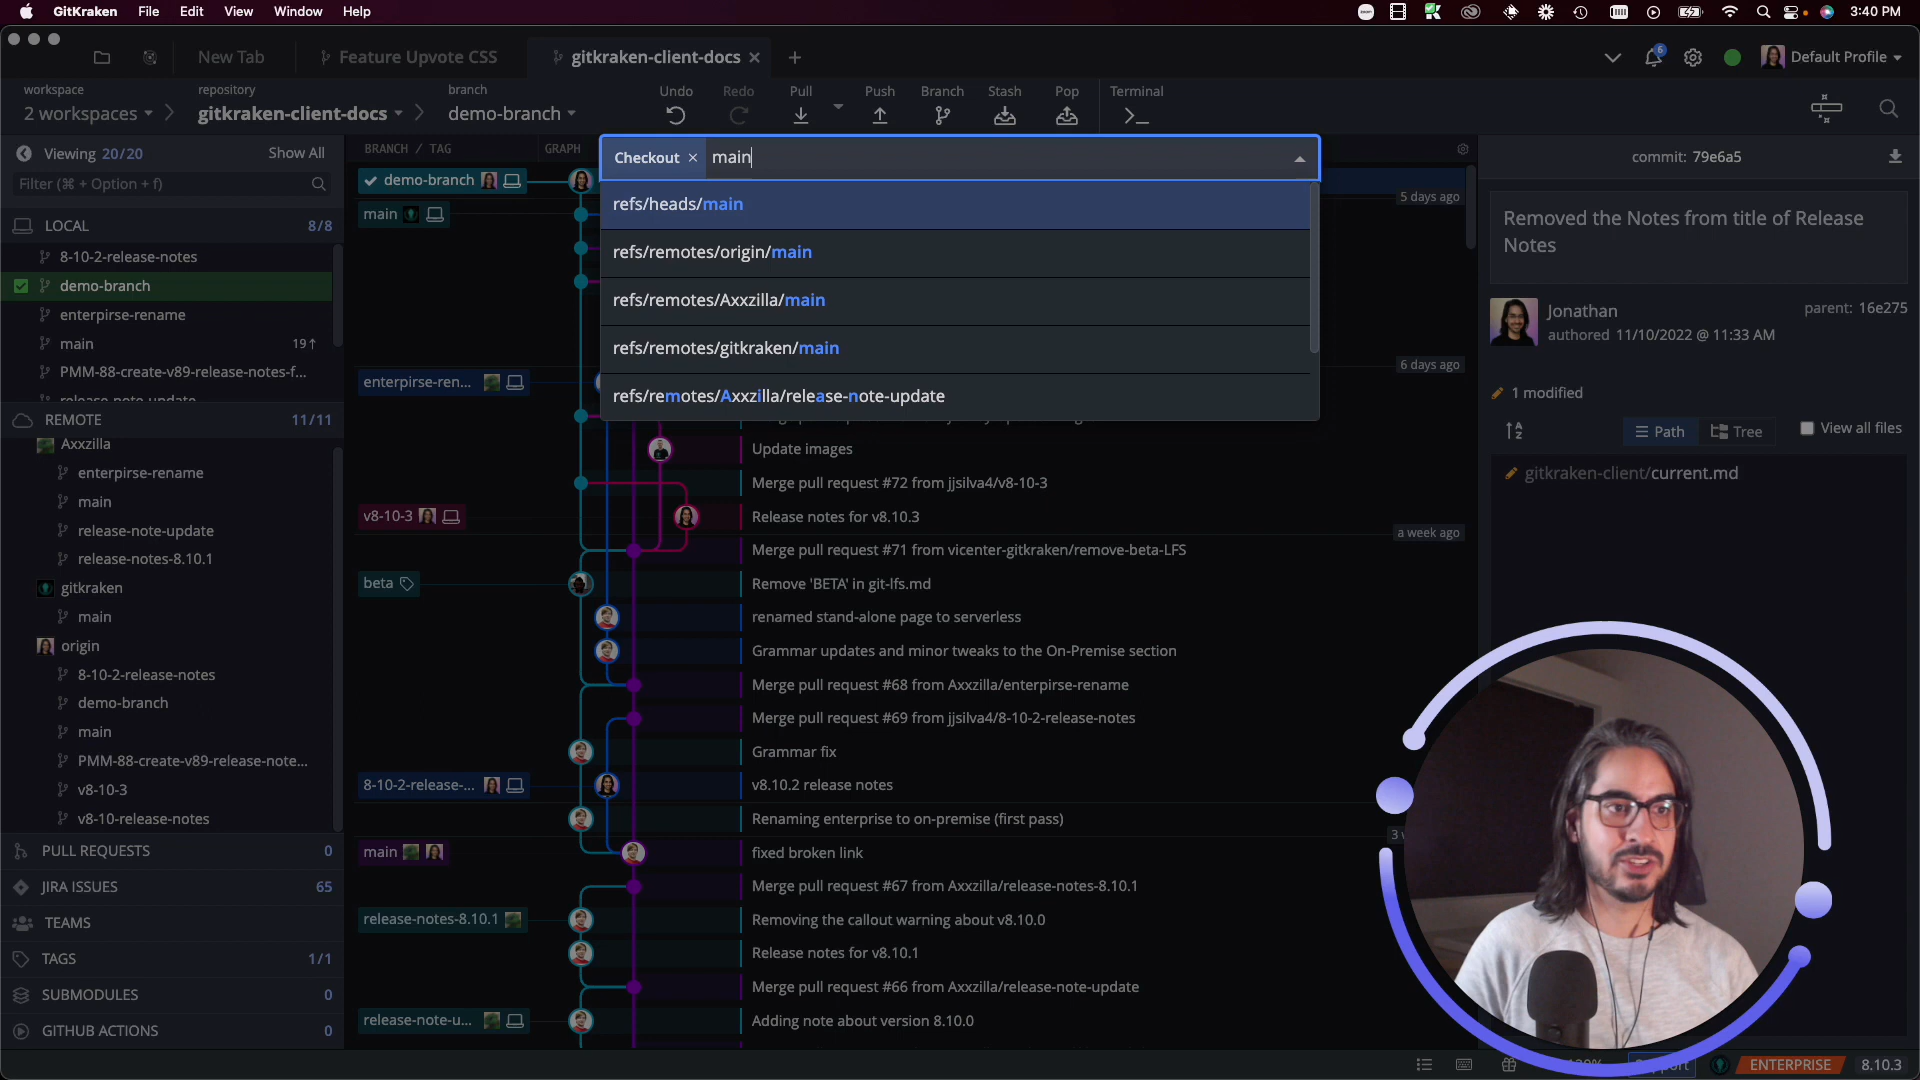 GitKraken File Edit View Window Help
3:40 PM
New Tab
Feature Upvote CSS
gitkraken-client-docs
6
Default Profile
workspace
2 workspaces
repository
gitkraken-client-docs
branch
demo-branch
Undo
Redo
Pull
Push
Branch
Stash
Pop
Terminal
Viewing 20/20
Show All
Filter (⌘ + Option + f)
LOCAL 8/8
8-10-2-release-notes
demo-branch
enterpirse-rename
main 19↑
PMM-88-create-v89-release-notes-f...
release-note-update
REMOTE 11/11
Axxzilla
enterpirse-rename
main
release-note-update
release-notes-8.10.1
gitkraken
main
origin
8-10-2-release-notes
demo-branch
main
PMM-88-create-v89-release-note...
v8-10-3
v8-10-release-notes
PULL REQUESTS 0
JIRA ISSUES 65
TEAMS
TAGS 1/1
SUBMODULES 0
GITHUB ACTIONS 0
BRANCH / TAG
GRAPH
Checkout × main
refs/heads/main
refs/remotes/origin/main
refs/remotes/Axxzilla/main
refs/remotes/gitkraken/main
refs/remotes/Axxzilla/release-note-update
demo-branch
5 days ago
main
6 days ago
enterpirse-ren...
Update images
Merge pull request #72 from jjsilva4/v8-10-3
v8-10-3
Release notes for v8.10.3
a week ago
Merge pull request #71 from vicenter-gitkraken/remove-beta-LFS
beta
Remove 'BETA' in git-lfs.md
renamed stand-alone page to serverless
Grammar updates and minor tweaks to the On-Premise section
Merge pull request #68 from Axxzilla/enterpirse-rename
Merge pull request #69 from jjsilva4/8-10-2-release-notes
Grammar fix
8-10-2-release-...
v8.10.2 release notes
Renaming enterprise to on-premise (first pass)
3 w
main
fixed broken link
Merge pull request #67 from Axxzilla/release-notes-8.10.1
release-notes-8.10.1
Removing the callout warning about v8.10.0
Release notes for v8.10.1
Merge pull request #66 from Axxzilla/release-note-update
release-note-u...
Adding note about version 8.10.0
commit: 79e6a5
Removed the Notes from title of Release
Notes
Jonathan
authored 11/10/2022 @ 11:33 AM
parent: 16e275
1 modified
Path
Tree
View all files
gitkraken-client/current.md
ENTERPRISE
8.10.3